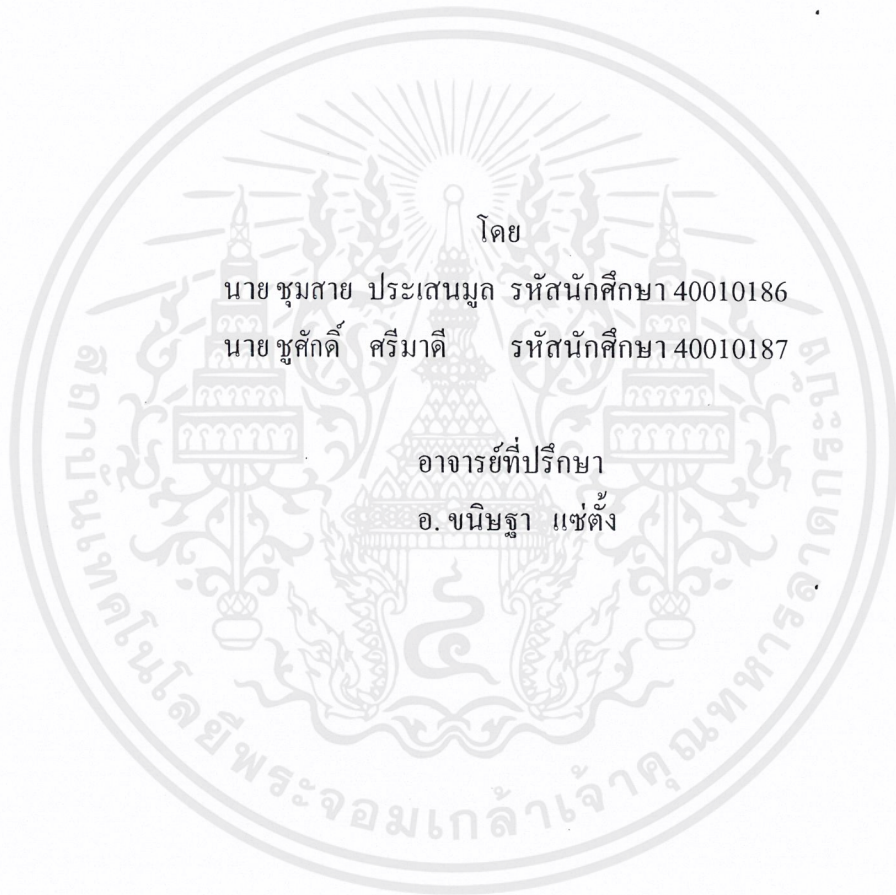 โดย
นาย ชุมสาย ประเสนมูล รหัสนักศึกษา 40010186
นาย ชูศักดิ์ ศรีมาดี รหัสนักศึกษา 40010187
อาจารย์ที่ปรึกษา
อ. ขนิษฐา แซ่ตั้ง
สถาบันเทคโนโลยีพระจอมเกล้าเจ้าคุณทหารลาดกระบัง
๔